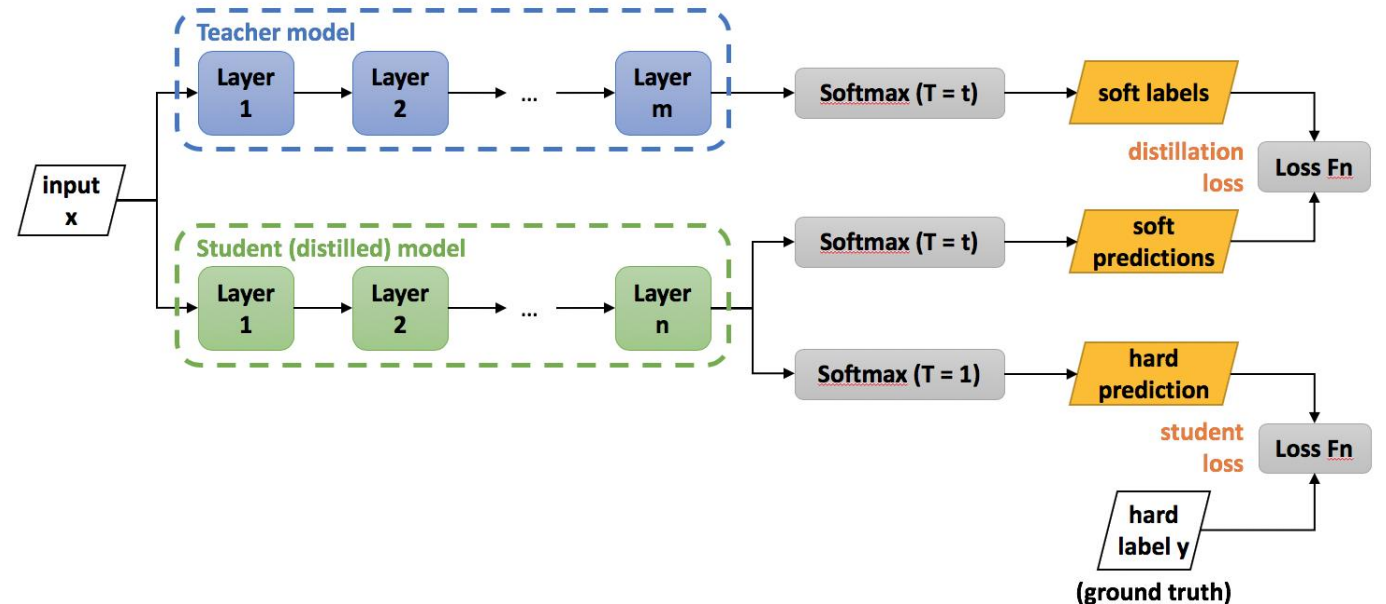 Teacher model
Layer
1
Layer
2
...
Layer
m
Softmax (T = t)
soft labels
distillation
loss
Loss Fn
input
x
Student (distilled) model
Layer
1
Layer
2
...
Layer
n
Softmax (T = t)
soft
predictions
Softmax (T = 1)
hard
prediction
student
loss
Loss Fn
hard
label y
(ground truth)